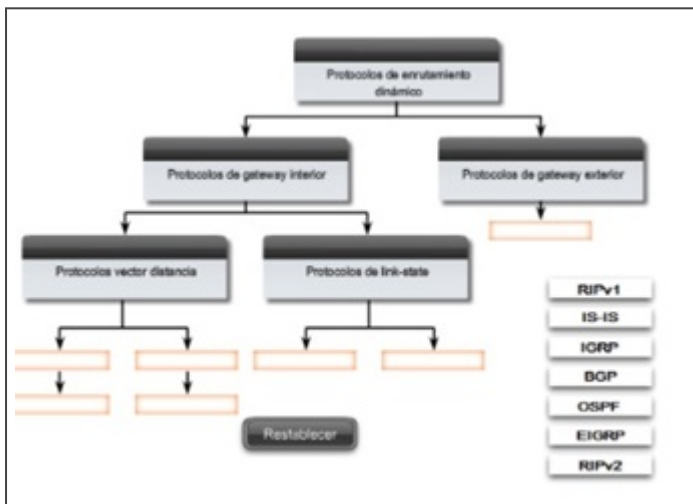 Protocolos de enrutamiento
dinámico
Protocolos de gateway interior
Protocolos de gateway exterior
Protocolos vector distancia
Protocolos de link-state
RIPv1
IS-IS
IGRP
BGP
OSPF
EIGRP
RIPv2
Restablecer